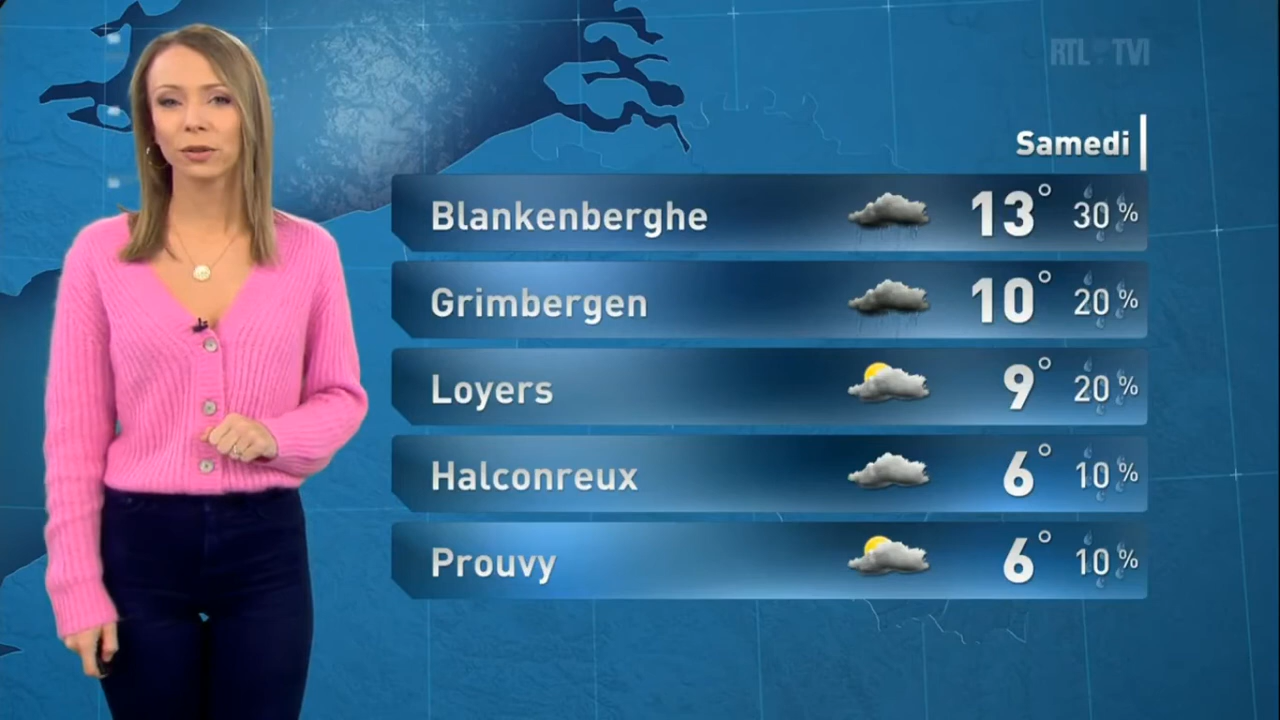 RTL TVI
Samedi
Blankenberghe 13° 30%
Grimbergen 10° 20%
Loyers 9° 20%
Halconreux 6° 10%
Prouvy 6° 10%